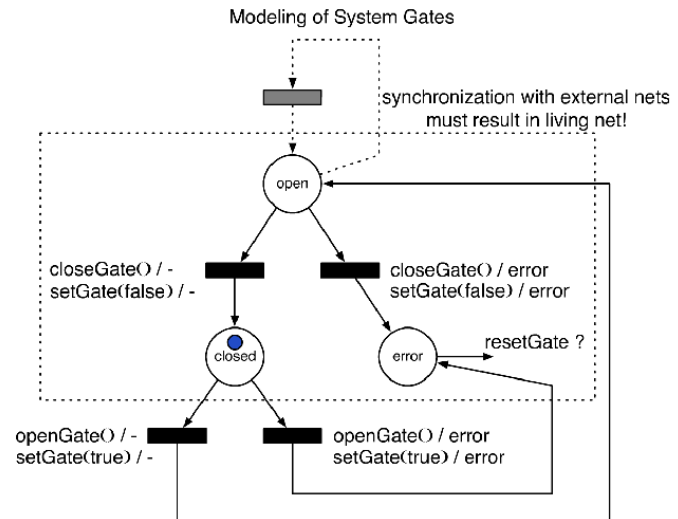 Modeling of System Gates
synchronization with external nets
must result in living net!
open
closeGate() / -
setGate(false) / -
closeGate() / error
setGate(false) / error
closed
error
resetGate ?
openGate() / -
setGate(true) / -
openGate() / error
setGate(true) / error